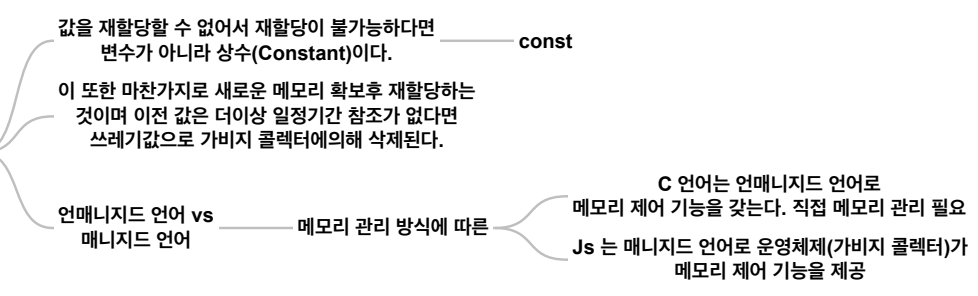 값을 재할당할 수 없어서 재할당이 불가능하다면
변수가 아니라 상수(Constant)이다.
const
이 또한 마찬가지로 새로운 메모리 확보후 재할당하는
것이며 이전 값은 더이상 일정기간 참조가 없다면
쓰레기값으로 가비지 콜렉터에의해 삭제된다.
언매니지드 언어 vs
매니지드 언어
메모리 관리 방식에 따른
C 언어는 언매니지드 언어로
메모리 제어 기능을 갖는다. 직접 메모리 관리 필요
Js 는 매니지드 언어로 운영체제(가비지 콜렉터)가
메모리 제어 기능을 제공